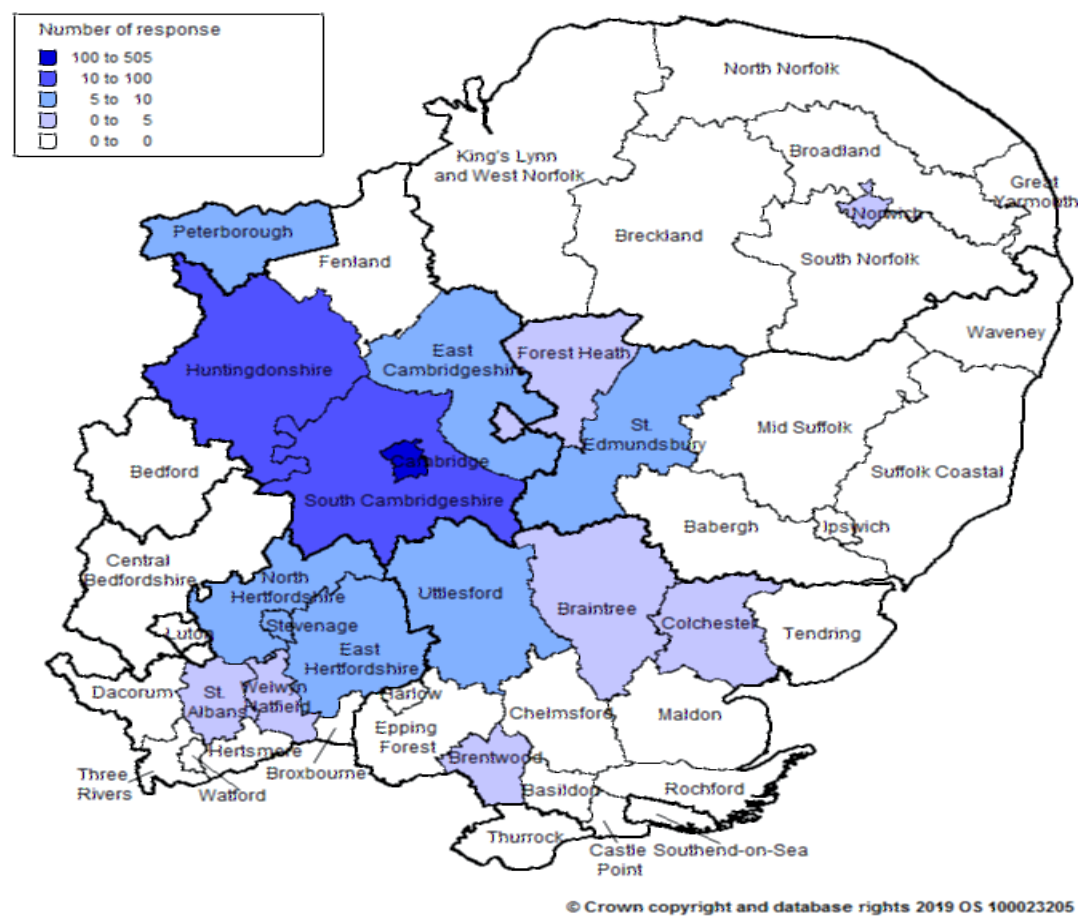 Number of response
100 to 505
10 to 100
5 to 10
0 to 5
0 to 0
North Norfolk
King's Lynn
and West Norfolk
Broadland
Great
Yarmouth
Norwich
Peterborough
Breckland
Fenland
South Norfolk
Waveney
East
Cambridgeshire
Forest Heath
Huntingdonshire
St.
Edmundsbury
Mid Suffolk
Bedford
Cambridge
Suffolk Coastal
South Cambridgeshire
Babergh
Ipswich
Central
Bedfordshire
North
Hertfordshire
Uttlesford
Braintree
Colchester
Luton
Stevenage
Tendring
East
Hertfordshire
Dacorum
St.
Albans
Welwyn
Hatfield
Harlow
Chelmsford
Maldon
Epping
Forest
Hertsmere
Brentwood
Three
Rivers
Broxbourne
Watford
Basildon
Rochford
Thurrock
Castle
Point
Southend-on-Sea
© Crown copyright and database rights 2019 OS 100023205